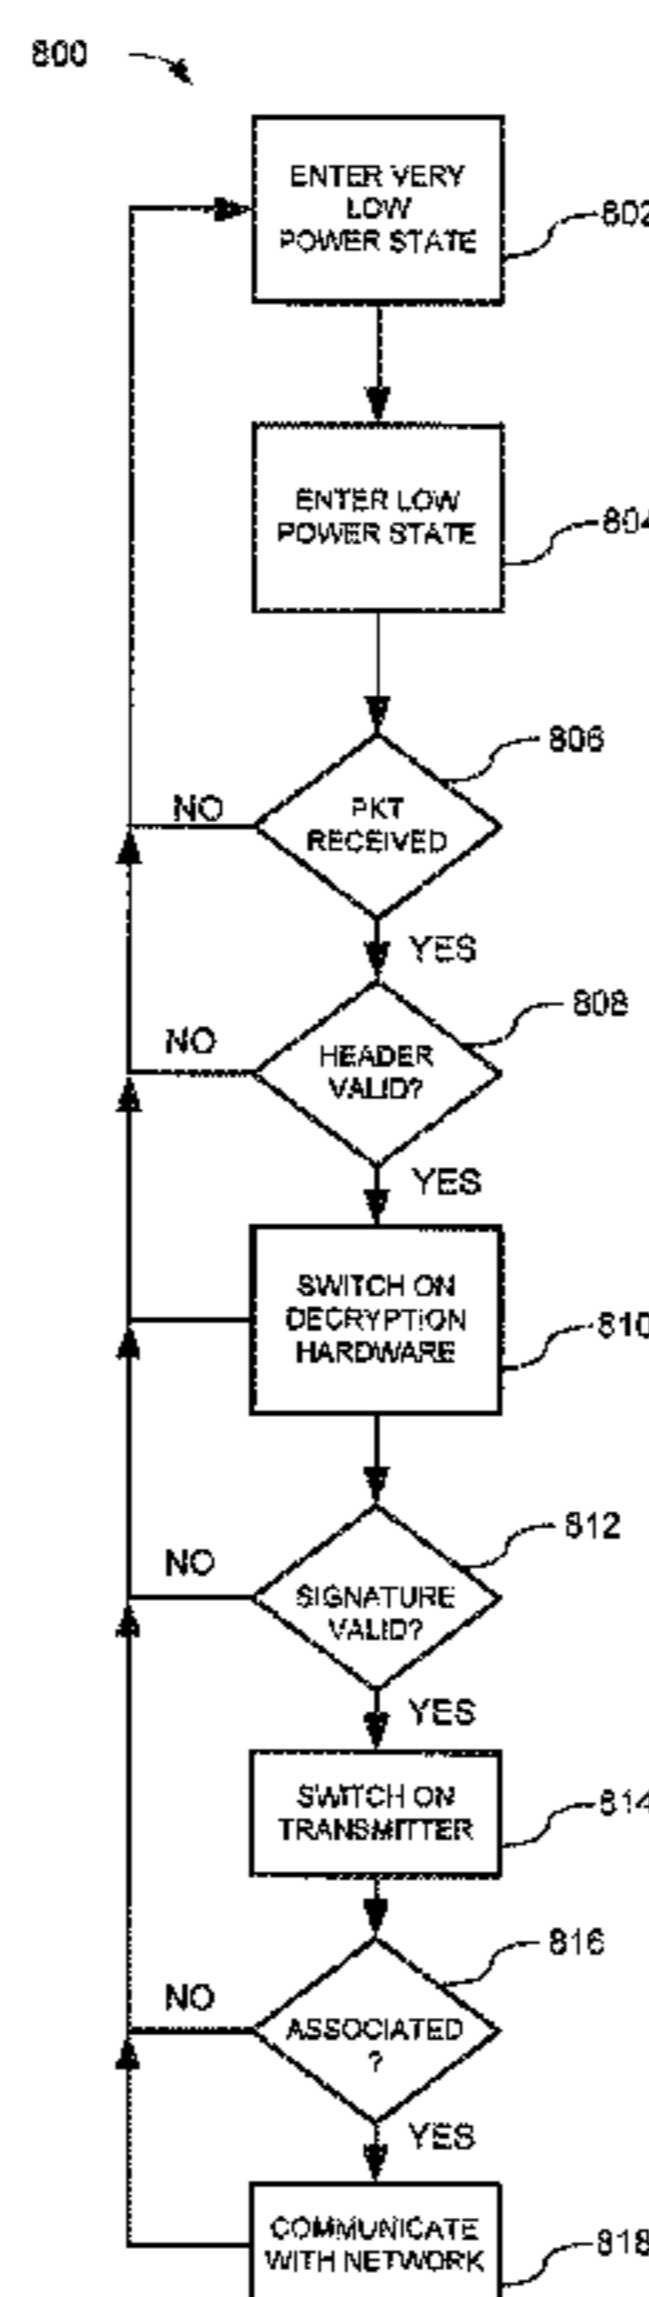 800
ENTER VERY
LOW
POWER STATE
802
ENTER LOW
POWER STATE
804
806
PKT
RECEIVED
NO
YES
808
HEADER
VALID?
NO
YES
SWITCH ON
DECRYPTION
HARDWARE
810
812
SIGNATURE
VALID?
NO
YES
SWITCH ON
TRANSMITTER
814
816
ASSOCIATED
?
NO
YES
COMMUNICATE
WITH NETWORK
818